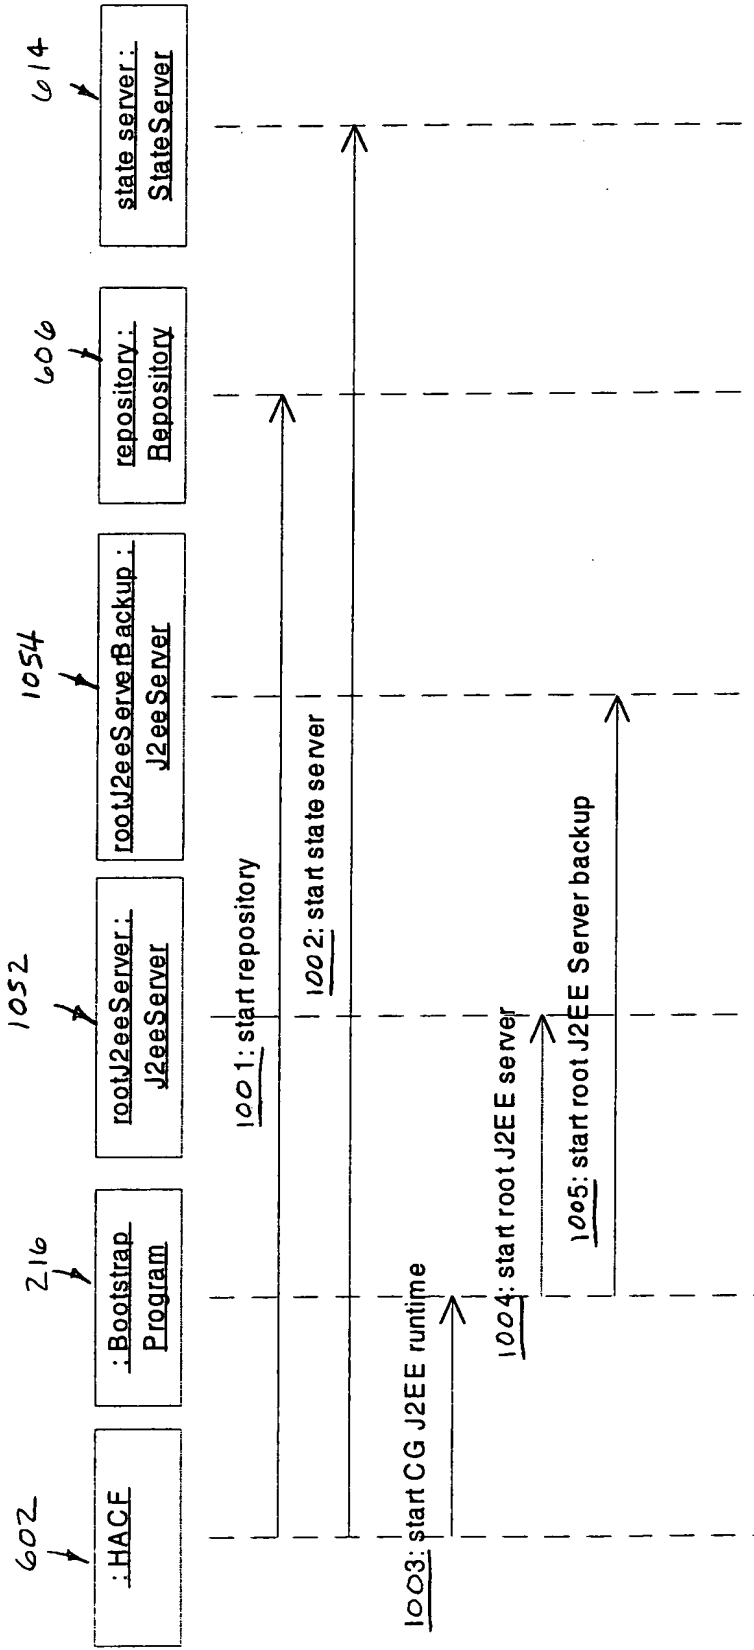 602
216
1052
1054
606
614
:HACF
:Bootstrap
Program
rootJ2eeServer:
J2eeServer
rootJ2eeServerBackup:
J2eeServer
repository:
Repository
state server:
StateServer
1001: start repository
1002: start state server
1003: start CG J2EE runtime
1004: start root J2EE server
1005: start root J2EE Server backup